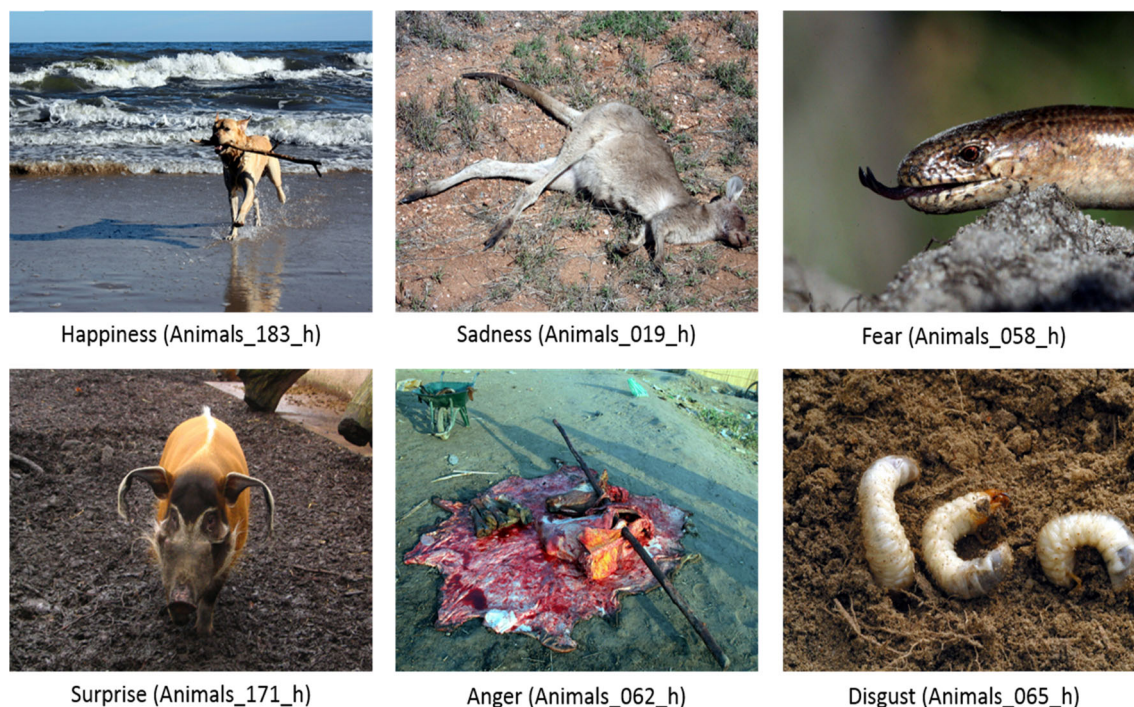 Happiness (Animals_183_h)
Sadness (Animals_019_h)
Fear (Animals_058_h)
Surprise (Animals_171_h)
Anger (Animals_062_h)
Disgust (Animals_065_h)